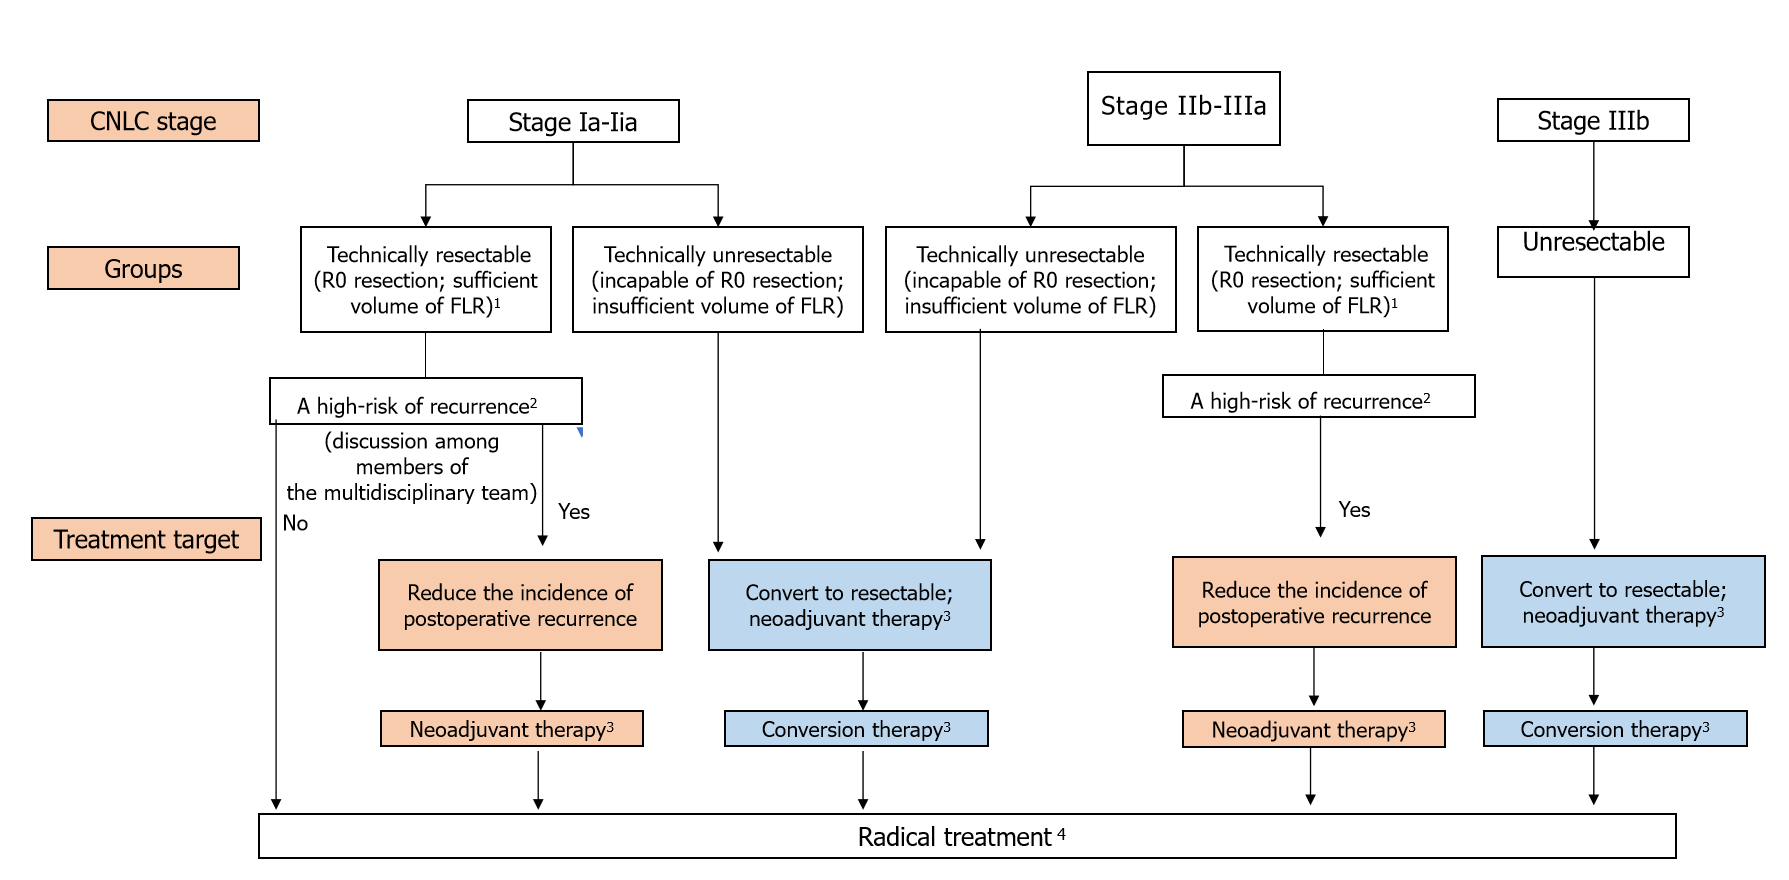 CNLC stage
Stage Ia-Iia
Stage IIb-IIIa
Stage IIIb
Groups
Technically resectable
(R0 resection; sufficient
volume of FLR)¹
Technically unresectable
(incapable of R0 resection;
insufficient volume of FLR)
Technically unresectable
(incapable of R0 resection;
insufficient volume of FLR)
Technically resectable
(R0 resection; sufficient
volume of FLR)¹
Unresectable
A high-risk of recurrence²
(discussion among
members of
the multidisciplinary team)
No
Yes
A high-risk of recurrence²
Yes
Treatment target
Reduce the incidence of
postoperative recurrence
Convert to resectable;
neoadjuvant therapy³
Reduce the incidence of
postoperative recurrence
Convert to resectable;
neoadjuvant therapy³
Neoadjuvant therapy³
Conversion therapy³
Neoadjuvant therapy³
Conversion therapy³
Radical treatment ⁴